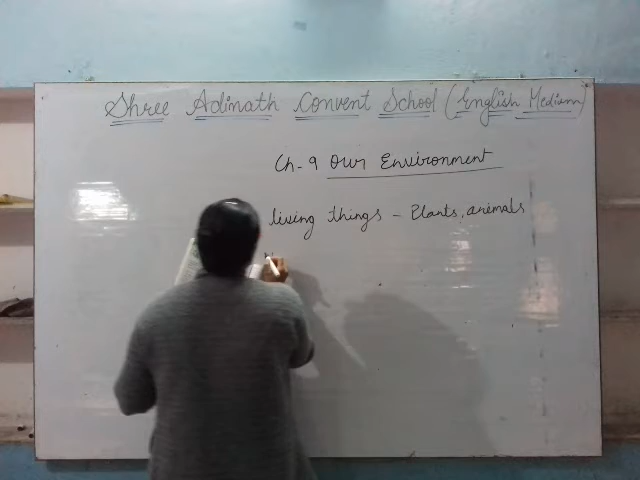 Shree Adinath Convent School (English Medium)
Ch-9 Our Environment
living things - Plants, animals